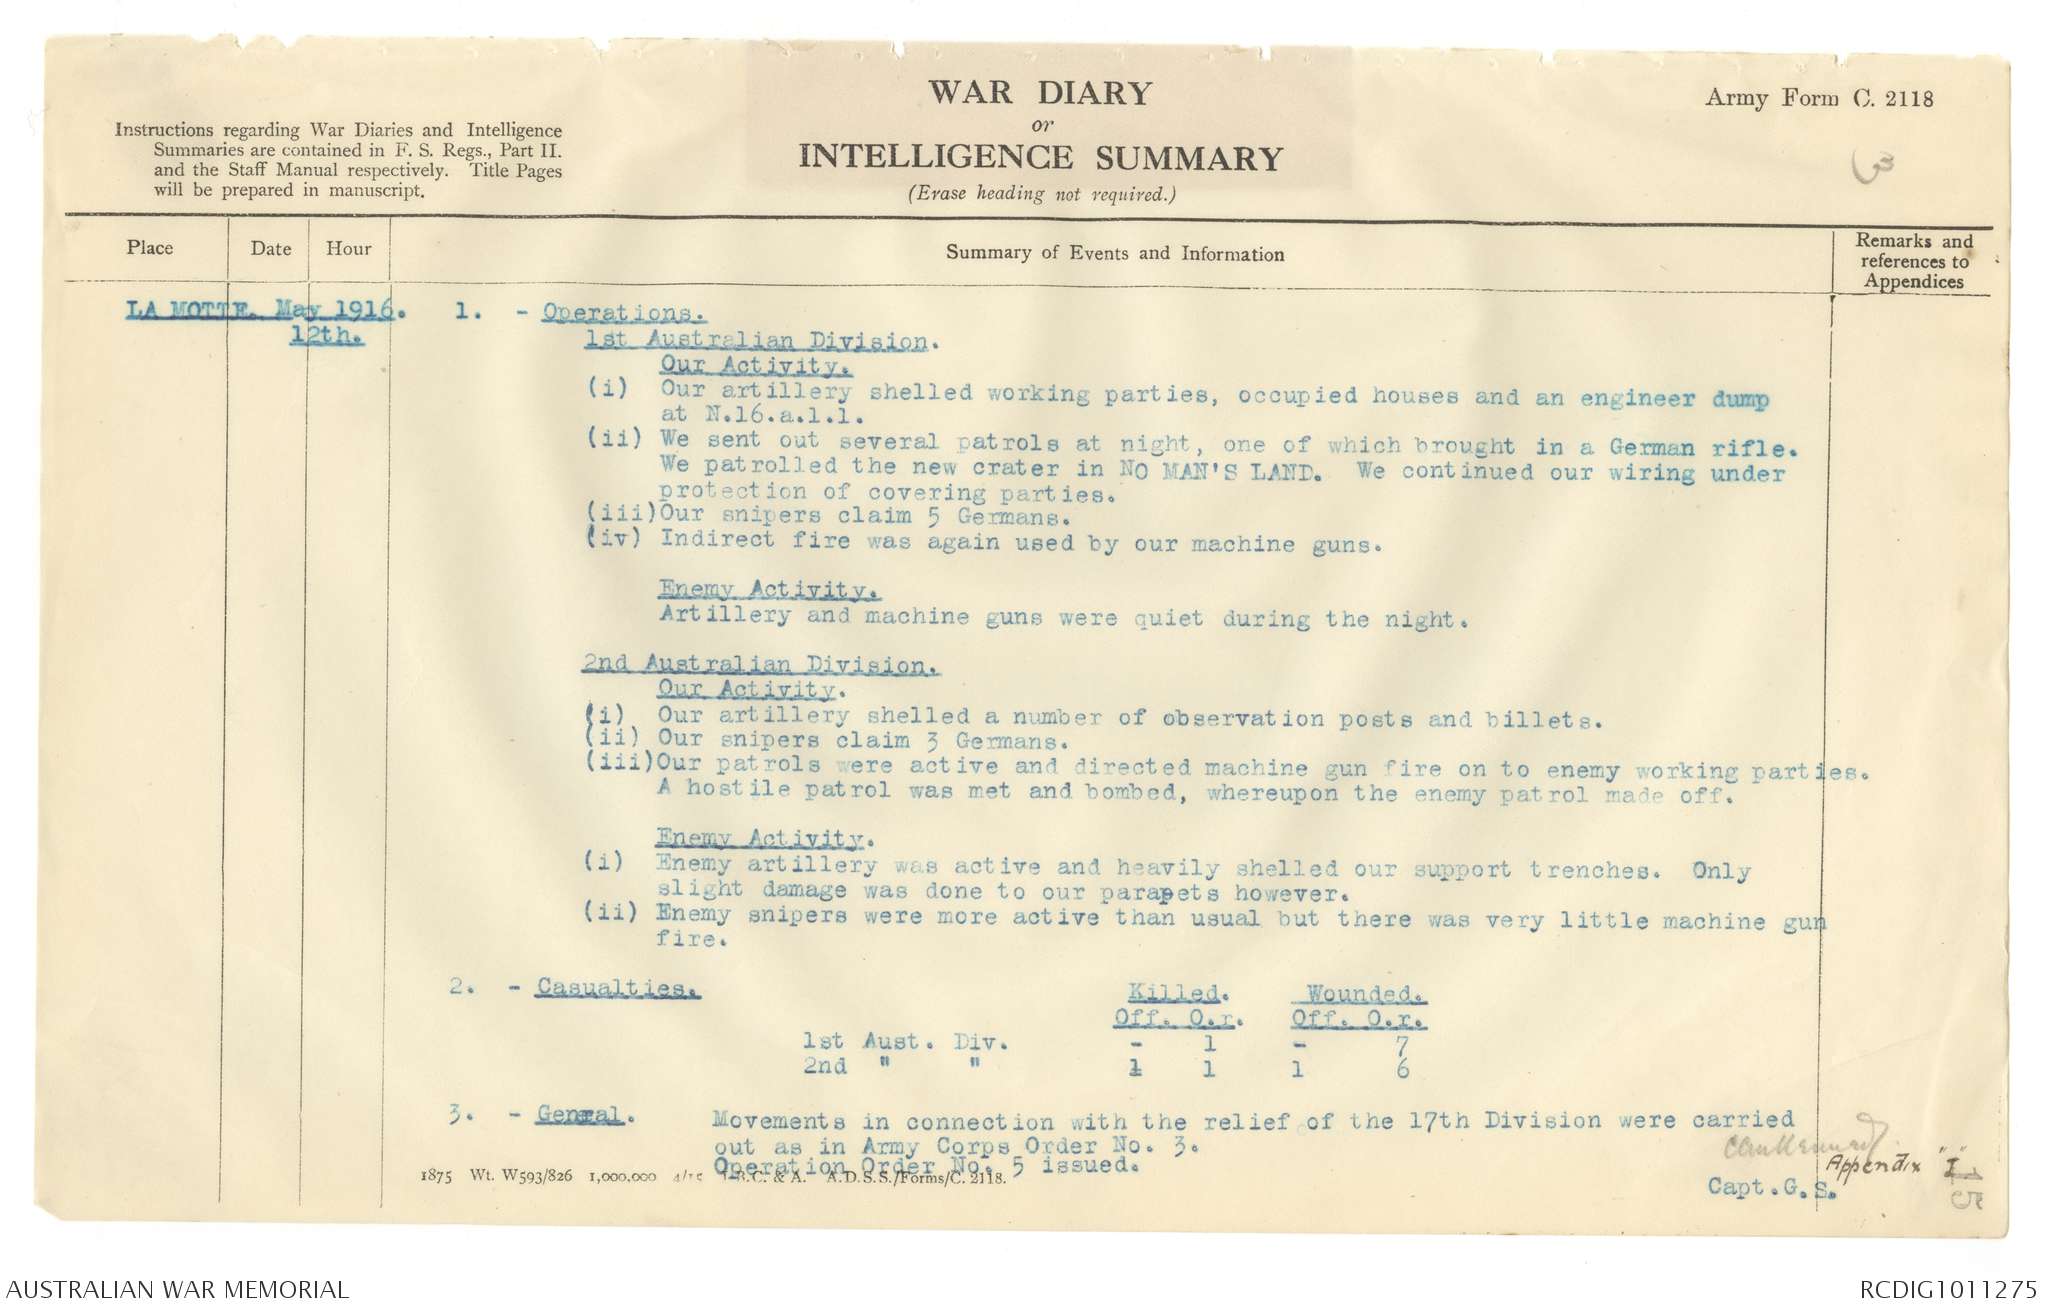 WAR DIARY
or
INTELLIGENCE SUMMARY
(Erase heading not required.)
Army Form C. 2118
Instructions regarding War Diaries and Intelligence
Summaries are contained in F. S. Regs., Part II.
and the Staff Manual respectively. Title Pages
will be prepared in manuscript.
3
Place Date Hour Summary of Events and Information Remarks and
references to
Appendices
LA MOTTE. May 1916.
12th.
1. - Operations.
1st Australian Division.
Our Activity.
(i) Our artillery shelled working parties, occupied houses and an engineer dump
at N.16.a.1.1.
(ii) We sent out several patrols at night, one of which brought in a German rifle.
We patrolled the new crater in NO MAN'S LAND. We continued our wiring under
protection of covering parties.
(iii) Our snipers claim 5 Germans.
(iv) Indirect fire was again used by our machine guns.
Enemy Activity.
Artillery and machine guns were quiet during the night.
2nd Australian Division.
Our Activity.
(i) Our artillery shelled a number of observation posts and billets.
(ii) Our snipers claim 3 Germans.
(iii) Our patrols were active and directed machine gun fire on to enemy working parties.
A hostile patrol was met and bombed, whereupon the enemy patrol made off.
Enemy Activity.
(i) Enemy artillery was active and heavily shelled our support trenches. Only
slight damage was done to our parapets however.
(ii) Enemy snipers were more active than usual but there was very little machine gun
fire.
2. - Casualties. Killed. Wounded.
Off. O.r. Off. O.r.
1st Aust. Div. - 1 - 7
2nd " " 1 1 1 6
3. - General. Movements in connection with the relief of the 17th Division were carried
out as in Army Corps Order No. 3.
Operation Order No. 5 issued.
Appendix "I"
Capt.G.S.
15
1875 Wt. W593/826 1,000,000 4/15 J.B.C. & A. A.D.S.S./Forms/C. 2118.
AUSTRALIAN WAR MEMORIAL
RCDIG1011275